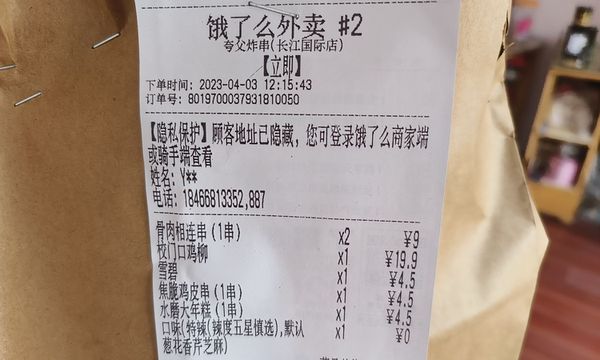 饿了么外卖 #2
夸父炸串(长江国际店)
【立即】
下单时间: 2023-04-03 12:15:43
订单号: 8019700037931810050
【隐私保护】顾客地址已隐藏, 您可登录饿了么商家端
或骑手端查看
姓名: Y**
电话: 18466813352,887
骨肉相连串(1串) x2 ¥9
校门口鸡柳 x1 ¥19.9
雪碧 x1 ¥4.5
焦脆鸡皮串(1串) x1 ¥4.5
水磨大年糕(1串) x1 ¥4.5
口味(特辣(辣度五星慎选),默认 x1 ¥0
葱花香芹芝麻)